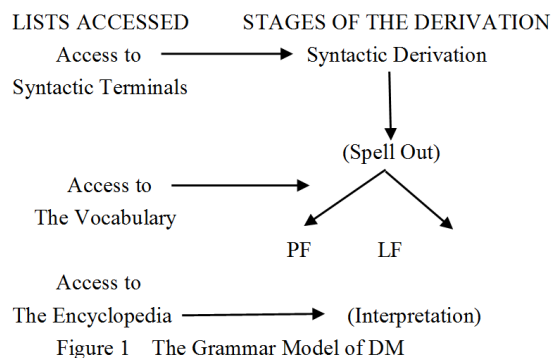 LISTS ACCESSED STAGES OF THE DERIVATION
Access to Syntactic Derivation
Syntactic Terminals
(Spell Out)
Access to
The Vocabulary
PF LF
Access to
The Encyclopedia (Interpretation)
Figure 1 The Grammar Model of DM